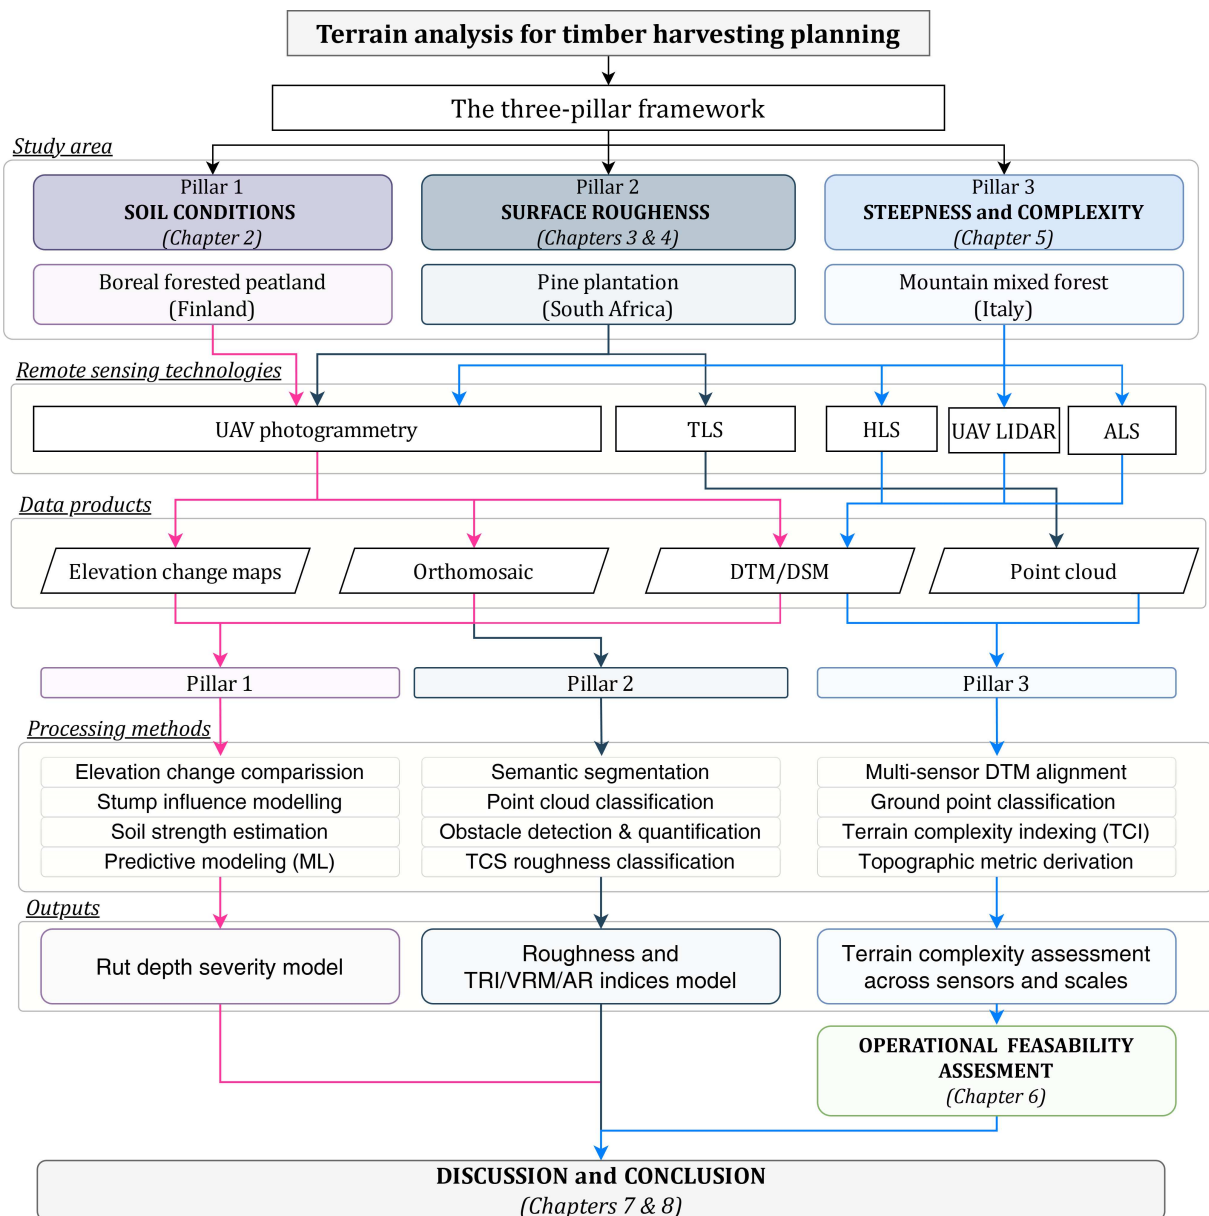 Terrain analysis for timber harvesting planning
The three-pillar framework
Study area
Pillar 1
SOIL CONDITIONS
(Chapter 2)
Pillar 2
SURFACE ROUGHENSS
(Chapters 3 & 4)
Pillar 3
STEEPNESS and COMPLEXITY
(Chapter 5)
Boreal forested peatland
(Finland)
Pine plantation
(South Africa)
Mountain mixed forest
(Italy)
Remote sensing technologies
UAV photogrammetry
TLS
HLS
UAV LIDAR
ALS
Data products
Elevation change maps
Orthomosaic
DTM/DSM
Point cloud
Pillar 1
Pillar 2
Pillar 3
Processing methods
Elevation change comparission
Stump influence modelling
Soil strength estimation
Predictive modeling (ML)
Semantic segmentation
Point cloud classification
Obstacle detection & quantification
TCS roughness classification
Multi-sensor DTM alignment
Ground point classification
Terrain complexity indexing (TCI)
Topographic metric derivation
Outputs
Rut depth severity model
Roughness and
TRI/VRM/AR indices model
Terrain complexity assessment
across sensors and scales
OPERATIONAL FEASABILITY
ASSESMENT
(Chapter 6)
DISCUSSION and CONCLUSION
(Chapters 7 & 8)